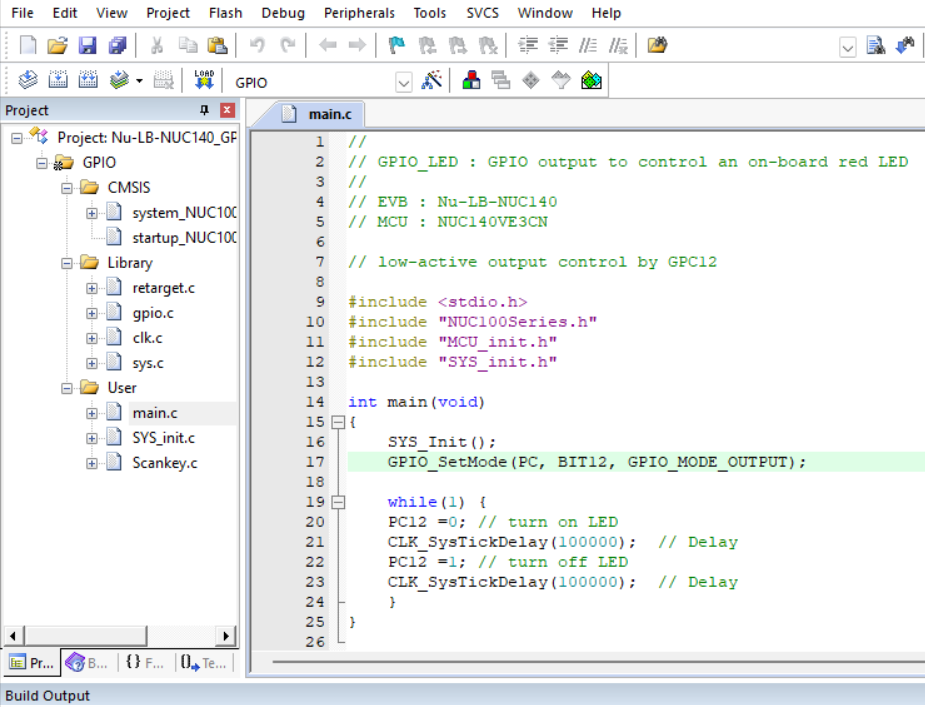 File Edit View Project Flash Debug Peripherals Tools SVCS Window Help
LOAD GPIO
Project
main.c
Project: Nu-LB-NUC140_GP
GPIO
CMSIS
system_NUC100
startup_NUC100
Library
retarget.c
gpio.c
clk.c
sys.c
User
main.c
SYS_init.c
Scankey.c
Pr... B... {} F... Te...
1 //
2 // GPIO_LED : GPIO output to control an on-board red LED
3 //
4 // EVB : Nu-LB-NUC140
5 // MCU : NUC140VE3CN
6
7 // low-active output control by GPC12
8
9 #include <stdio.h>
10 #include "NUC100Series.h"
11 #include "MCU_init.h"
12 #include "SYS_init.h"
13
14 int main(void)
15 {
16 SYS_Init();
17 GPIO_SetMode(PC, BIT12, GPIO_MODE_OUTPUT);
18
19 while(1) {
20 PC12 =0; // turn on LED
21 CLK_SysTickDelay(100000); // Delay
22 PC12 =1; // turn off LED
23 CLK_SysTickDelay(100000); // Delay
24 }
25 }
26
Build Output